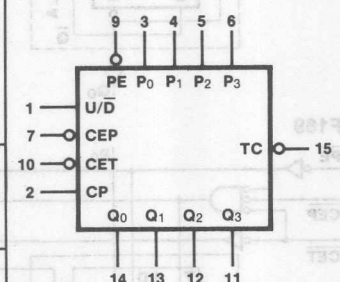 9 3 4 5 6
PE P₀ P₁ P₂ P₃
1 U/D̅
7 CEP
TC 15
10 CET
2 CP
Q₀ Q₁ Q₂ Q₃
14 13 12 11